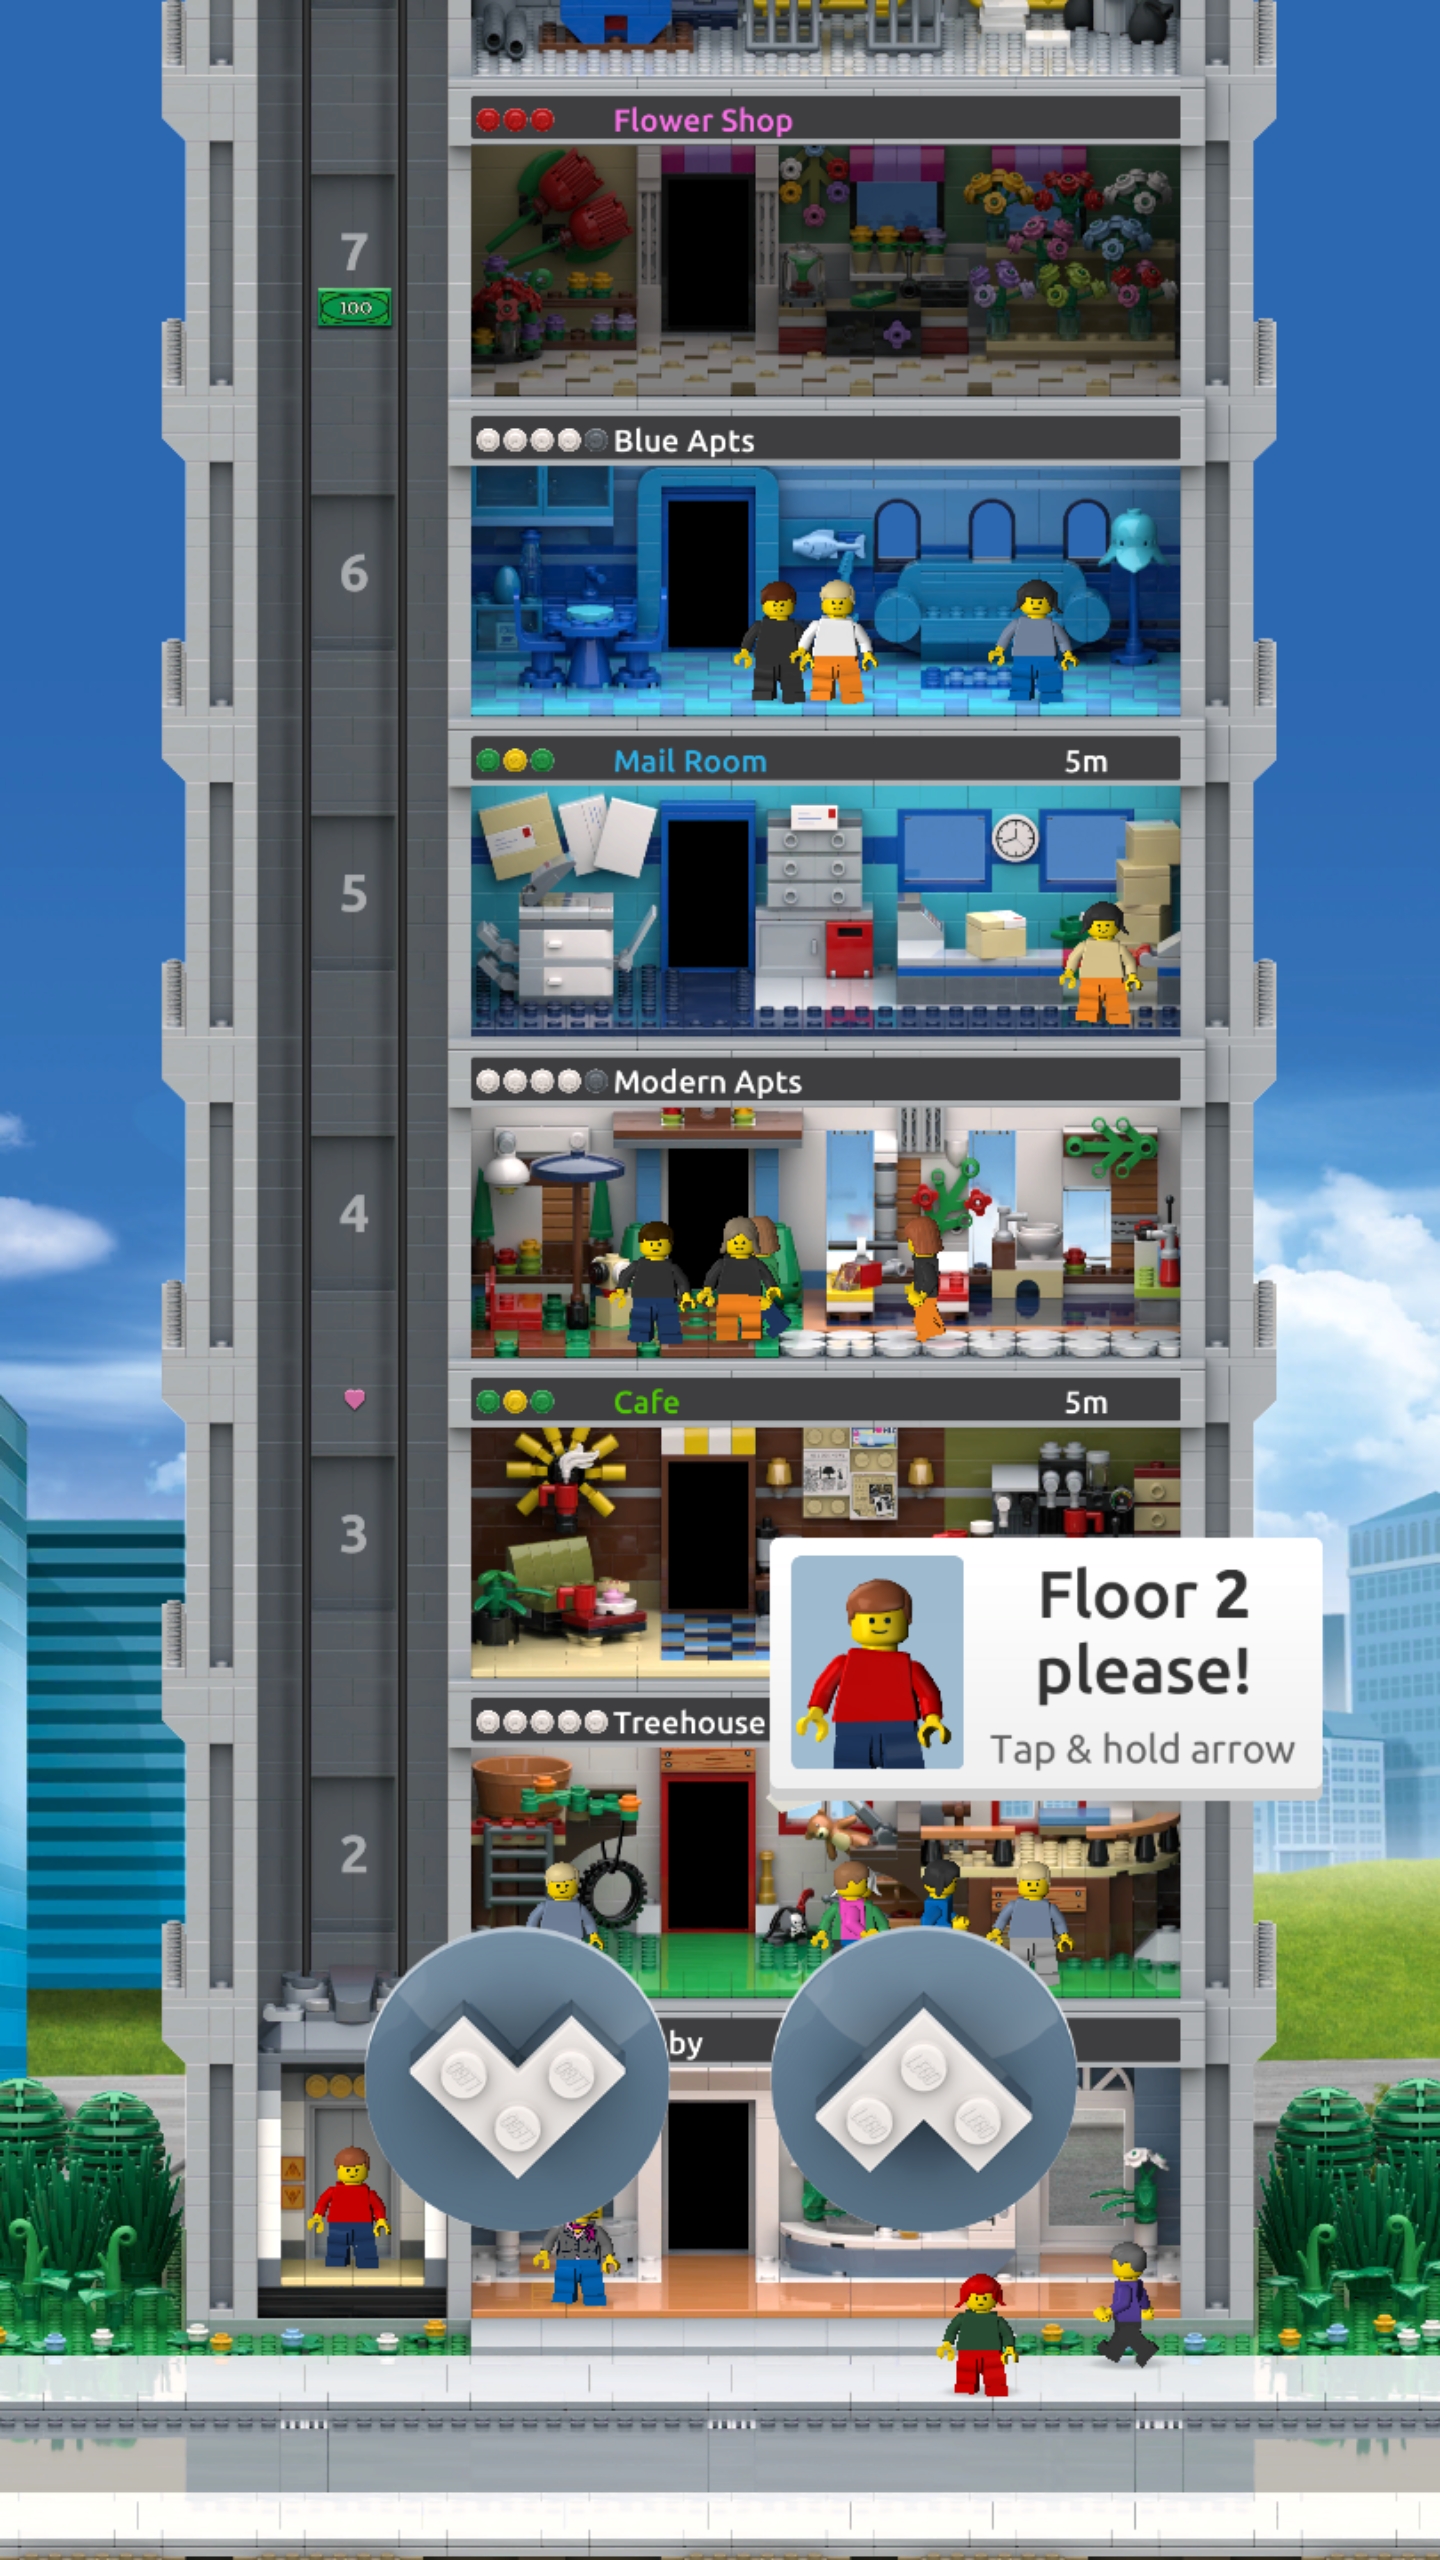 Flower Shop
7
100
Blue Apts
6
Mail Room 5m
5
Modern Apts
4
Cafe 5m
3
Floor 2
please!
Tap & hold arrow
Treehouse
2
by